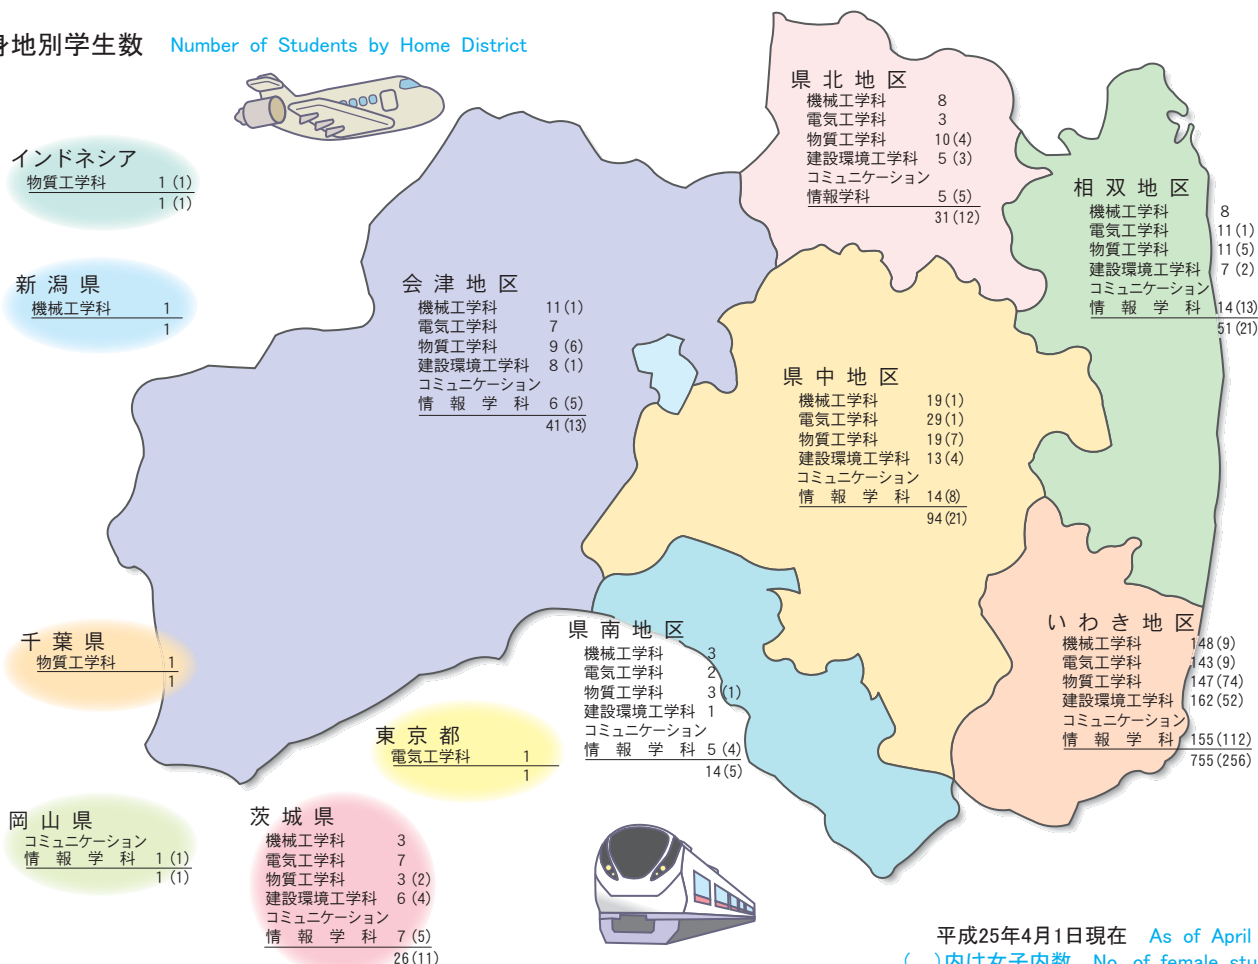 身地別学生数 Number of Students by Home District
インドネシア
物質工学科 1 (1)
1 (1)
新潟県
機械工学科 1
1
県北地区
機械工学科 8
電気工学科 3
物質工学科 10 (4)
建設環境工学科 5 (3)
コミュニケーション
情報学科 5 (5)
31 (12)
相双地区
機械工学科 8
電気工学科 11 (1)
物質工学科 11 (5)
建設環境工学科 7 (2)
コミュニケーション
情報学科 14 (13)
51 (21)
会津地区
機械工学科 11 (1)
電気工学科 7
物質工学科 9 (6)
建設環境工学科 8 (1)
コミュニケーション
情報学科 6 (5)
41 (13)
県中地区
機械工学科 19 (1)
電気工学科 29 (1)
物質工学科 19 (7)
建設環境工学科 13 (4)
コミュニケーション
情報学科 14 (8)
94 (21)
千葉県
物質工学科 1
1
県南地区
機械工学科 3
電気工学科 2
物質工学科 3 (1)
建設環境工学科 1
コミュニケーション
情報学科 5 (4)
14 (5)
いわき地区
機械工学科 148 (9)
電気工学科 143 (9)
物質工学科 147 (74)
建設環境工学科 162 (52)
コミュニケーション
情報学科 155 (112)
755 (256)
東京都
電気工学科 1
1
岡山県
コミュニケーション
情報学科 1 (1)
1 (1)
茨城県
機械工学科 3
電気工学科 7
物質工学科 3 (2)
建設環境工学科 6 (4)
コミュニケーション
情報学科 7 (5)
26 (11)
平成25年4月1日現在 As of April
( )内は女子内数 No. of female stu